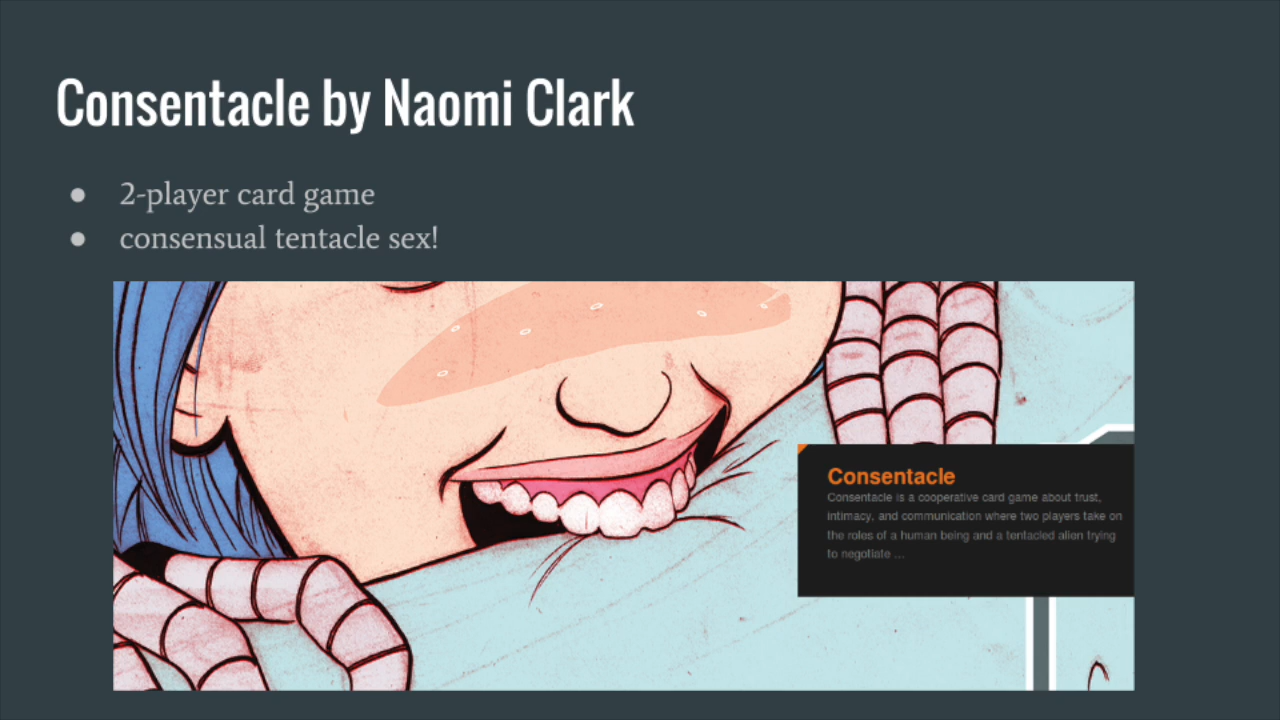 Consentacle by Naomi Clark
● 2-player card game
● consensual tentacle sex!
Consentacle
Consentacle is a cooperative card game about trust,
intimacy, and communication where two players take on
the roles of a human being and a tentacled alien trying
to negotiate ...